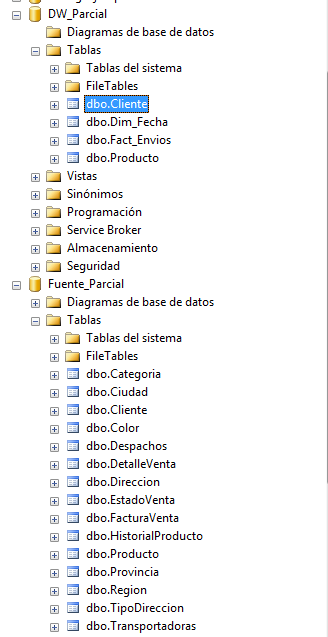 DW_Parcial
Diagramas de base de datos
Tablas
Tablas del sistema
FileTables
dbo.Cliente
dbo.Dim_Fecha
dbo.Fact_Envios
dbo.Producto
Vistas
Sinónimos
Programación
Service Broker
Almacenamiento
Seguridad
Fuente_Parcial
Diagramas de base de datos
Tablas
Tablas del sistema
FileTables
dbo.Categoria
dbo.Ciudad
dbo.Cliente
dbo.Color
dbo.Despachos
dbo.DetalleVenta
dbo.Direccion
dbo.EstadoVenta
dbo.FacturaVenta
dbo.HistorialProducto
dbo.Producto
dbo.Provincia
dbo.Region
dbo.TipoDireccion
dbo.Transportadoras